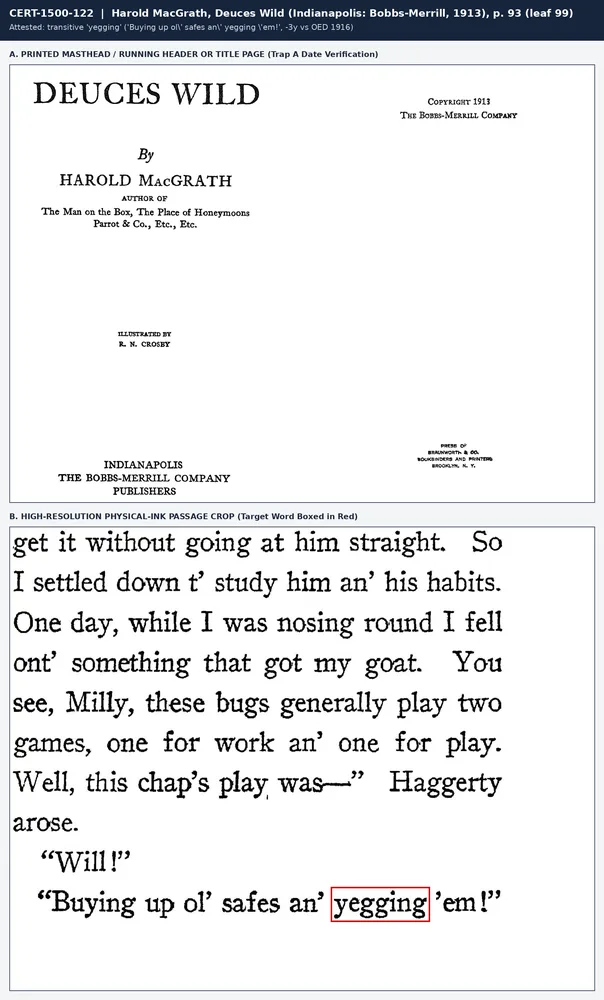 CERT-1500-122 | Harold MacGrath, Deuces Wild (Indianapolis: Bobbs-Merrill, 1913), p. 93 (leaf 99)
Attested: transitive 'yegging' ('Buying up ol\' safes an\' yegging \'em!', -3y vs OED 1916)
A. PRINTED MASTHEAD / RUNNING HEADER OR TITLE PAGE (Trap A Date Verification)
DEUCES WILD
By
HAROLD MacGRATH
AUTHOR OF
The Man on the Box, The Place of Honeymoons
Parrot & Co., Etc., Etc.
ILLUSTRATED BY
R. N. CROSBY
INDIANAPOLIS
THE BOBBS-MERRILL COMPANY
PUBLISHERS
Copyright 1913
The Bobbs-Merrill Company
PRESS OF
BRAUNWORTH & CO.
BOOKBINDERS AND PRINTERS
BROOKLYN, N. Y.
B. HIGH-RESOLUTION PHYSICAL-INK PASSAGE CROP (Target Word Boxed in Red)
get it without going at him straight. So
I settled down t’ study him an’ his habits.
One day, while I was nosing round I fell
ont’ something that got my goat. You
see, Milly, these bugs generally play two
games, one for work an’ one for play.
Well, this chap’s play was—” Haggerty
arose.
“Will!”
“Buying up ol’ safes an’ yegging ’em!”